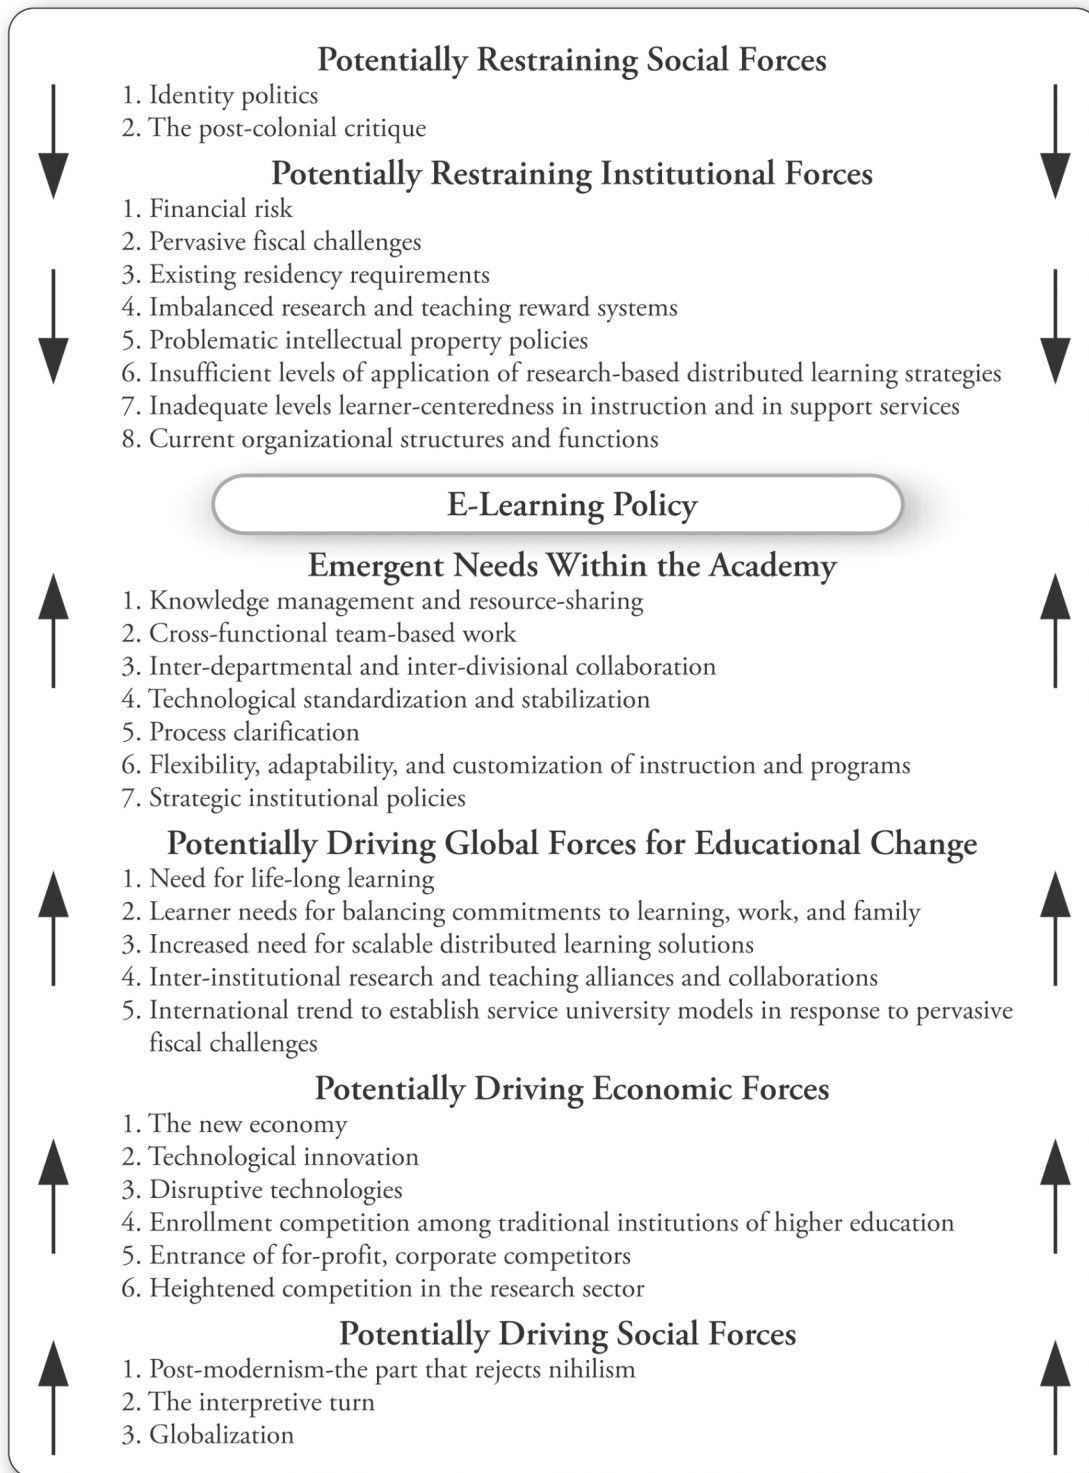 Potentially Restraining Social Forces
1. Identity politics
2. The post-colonial critique
Potentially Restraining Institutional Forces
1. Financial risk
2. Pervasive fiscal challenges
3. Existing residency requirements
4. Imbalanced research and teaching reward systems
5. Problematic intellectual property policies
6. Insufficient levels of application of research-based distributed learning strategies
7. Inadequate levels learner-centeredness in instruction and in support services
8. Current organizational structures and functions
E-Learning Policy
Emergent Needs Within the Academy
1. Knowledge management and resource-sharing
2. Cross-functional team-based work
3. Inter-departmental and inter-divisional collaboration
4. Technological standardization and stabilization
5. Process clarification
6. Flexibility, adaptability, and customization of instruction and programs
7. Strategic institutional policies
Potentially Driving Global Forces for Educational Change
1. Need for life-long learning
2. Learner needs for balancing commitments to learning, work, and family
3. Increased need for scalable distributed learning solutions
4. Inter-institutional research and teaching alliances and collaborations
5. International trend to establish service university models in response to pervasive
fiscal challenges
Potentially Driving Economic Forces
1. The new economy
2. Technological innovation
3. Disruptive technologies
4. Enrollment competition among traditional institutions of higher education
5. Entrance of for-profit, corporate competitors
6. Heightened competition in the research sector
Potentially Driving Social Forces
1. Post-modernism-the part that rejects nihilism
2. The interpretive turn
3. Globalization